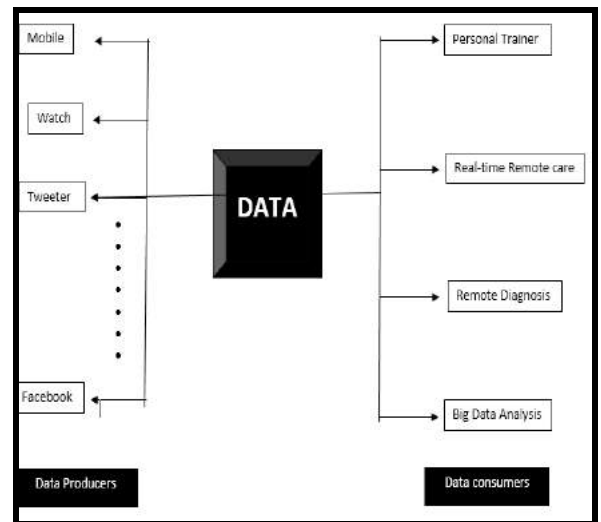 Mobile
Personal Trainer
Watch
Real-time Remote care
Tweeter
DATA
Remote Diagnosis
Facebook
Big Data Analysis
Data Producers
Data consumers